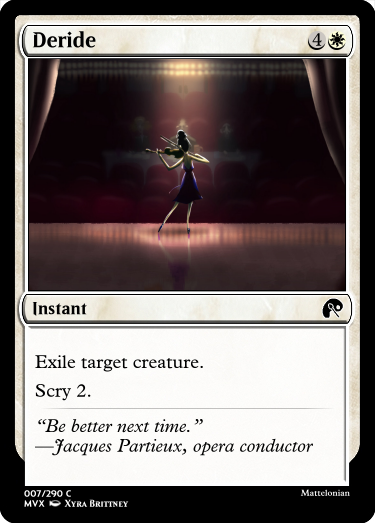 Deride 4
Instant
Exile target creature.
Scry 2.
“Be better next time.”
—Jacques Partieux, opera conductor
007/290 C
MVX Xyra Brittney
Mattelonian